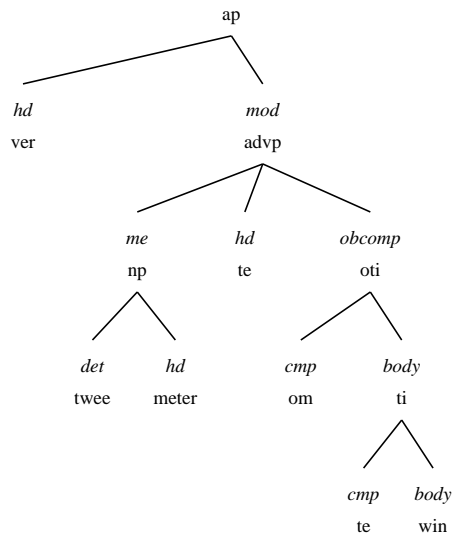 ap
hd mod
ver advp
me hd obcomp
np te oti
det hd cmp body
twee meter om ti
cmp body
te win